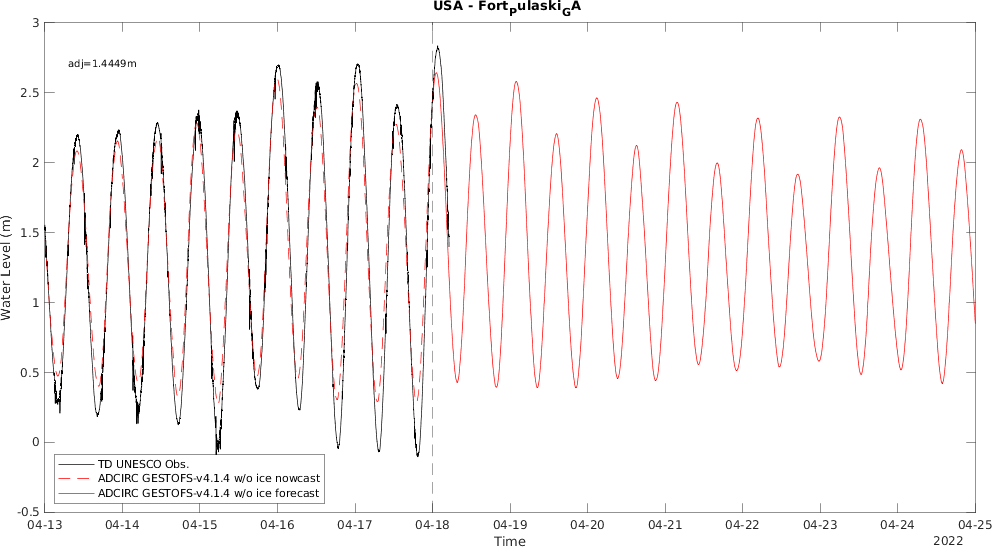 USA - FortPulaskiGA
adj=1.4449m
Water Level (m)
3
2.5
2
1.5
1
0.5
0
-0.5
TD UNESCO Obs.
ADCIRC GESTOFS-v4.1.4 w/o ice nowcast
ADCIRC GESTOFS-v4.1.4 w/o ice forecast
04-13 04-14 04-15 04-16 04-17 04-18 04-19 04-20 04-21 04-22 04-23 04-24 04-25
Time
2022